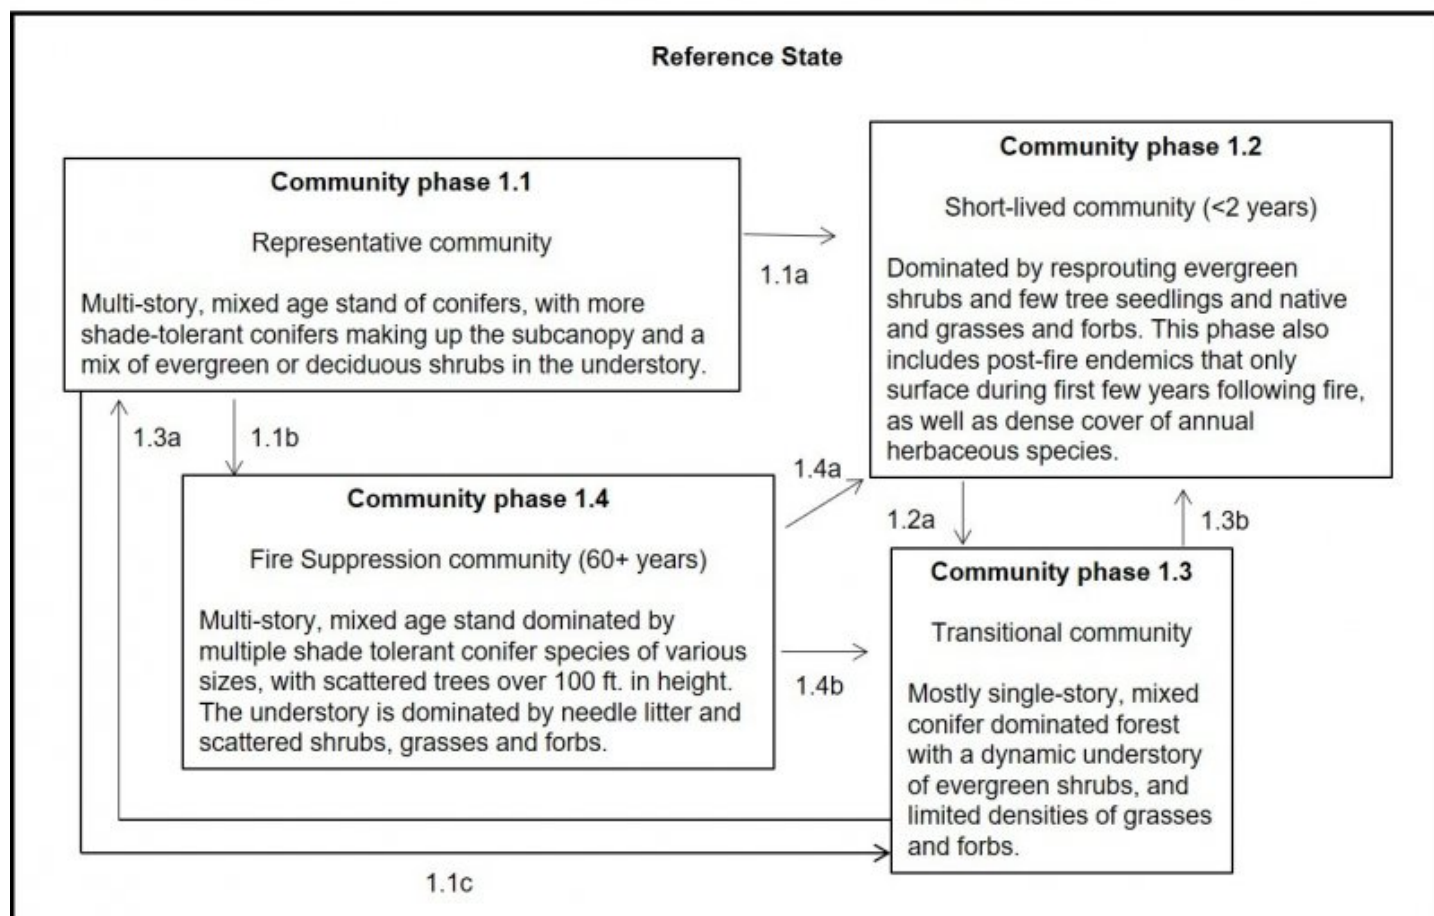 Reference State
Community phase 1.1
Representative community
Multi-story, mixed age stand of conifers, with more
shade-tolerant conifers making up the subcanopy and a
mix of evergreen or deciduous shrubs in the understory.
1.1a
Community phase 1.2
Short-lived community (<2 years)
Dominated by resprouting evergreen
shrubs and few tree seedlings and native
and grasses and forbs. This phase also
includes post-fire endemics that only
surface during first few years following fire,
as well as dense cover of annual
herbaceous species.
1.3a
1.1b
1.4a
1.2a
1.3b
Community phase 1.4
Fire Suppression community (60+ years)
Multi-story, mixed age stand dominated by
multiple shade tolerant conifer species of various
sizes, with scattered trees over 100 ft. in height.
The understory is dominated by needle litter and
scattered shrubs, grasses and forbs.
1.4b
Community phase 1.3
Transitional community
Mostly single-story, mixed
conifer dominated forest
with a dynamic understory
of evergreen shrubs, and
limited densities of grasses
and forbs.
1.1c